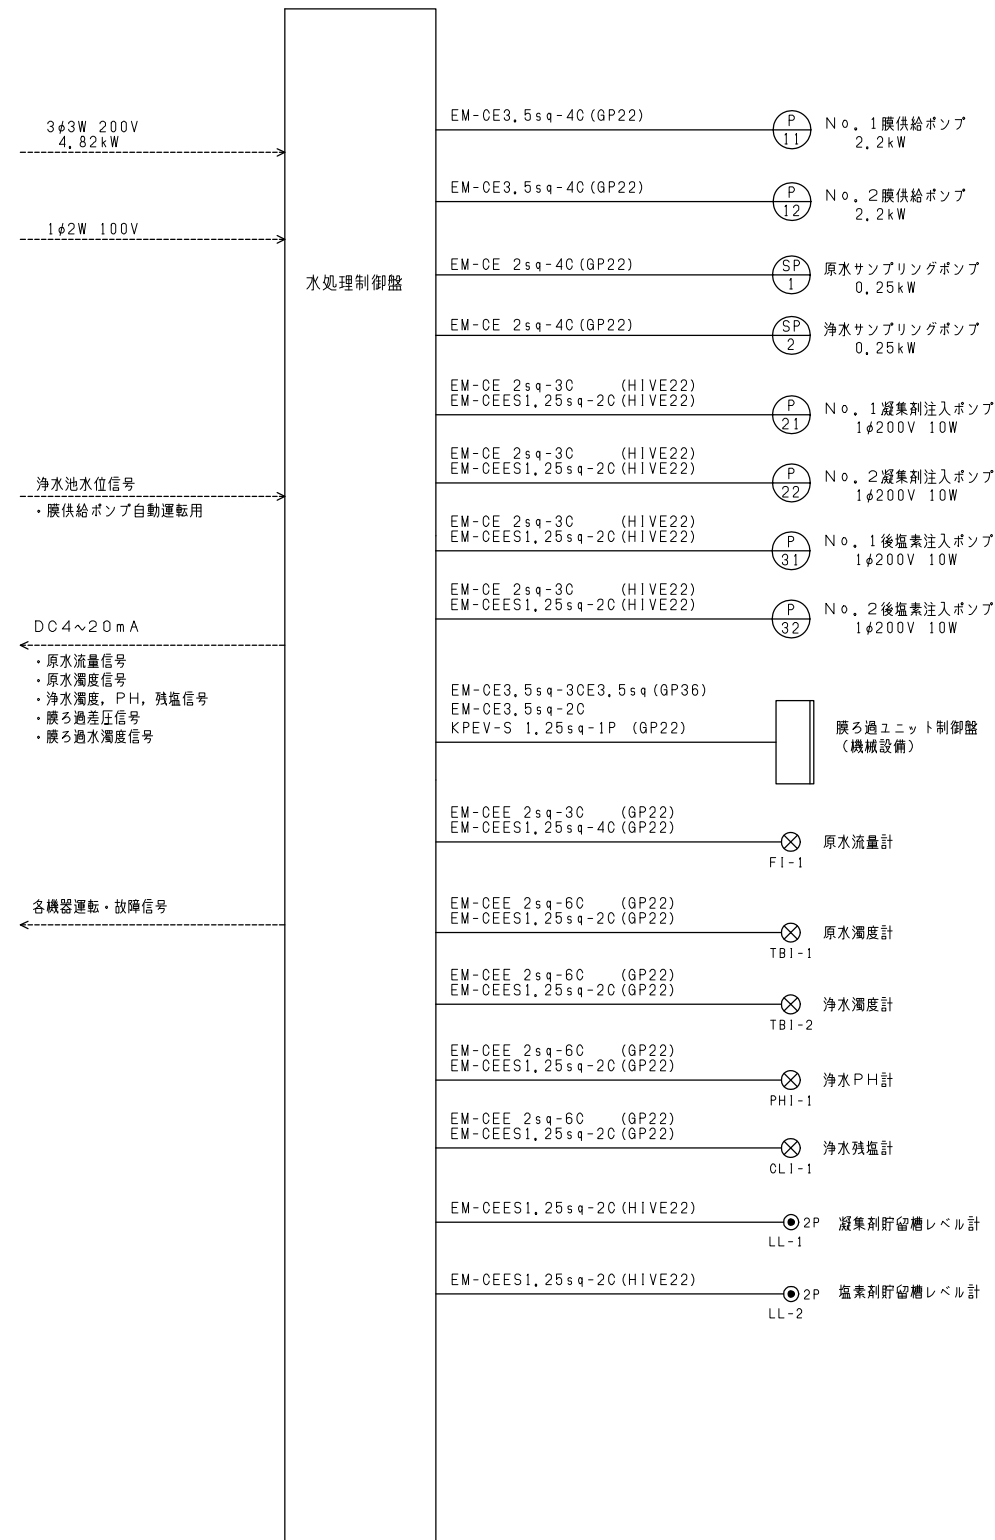 3φ3W 200V
4.82kW
1φ2W 100V
浄水池水位信号
・膜供給ポンプ自動運転用
DC4~20mA
・原水流量信号
・原水濁度信号
・浄水濁度, PH, 残塩信号
・膜ろ過差圧信号
・膜ろ過水濁度信号
各機器運転・故障信号
水処理制御盤
EM-CE3.5sq-4C(GP22)
P
11
No. 1膜供給ポンプ
2.2kW
EM-CE3.5sq-4C(GP22)
P
12
No. 2膜供給ポンプ
2.2kW
EM-CE 2sq-4C(GP22)
SP
1
原水サンプリングポンプ
0.25kW
EM-CE 2sq-4C(GP22)
SP
2
浄水サンプリングポンプ
0.25kW
EM-CE 2sq-3C (HIVE22)
EM-CEES1.25sq-2C(HIVE22)
P
21
No. 1凝集剤注入ポンプ
1φ200V 10W
EM-CE 2sq-3C (HIVE22)
EM-CEES1.25sq-2C(HIVE22)
P
22
No. 2凝集剤注入ポンプ
1φ200V 10W
EM-CE 2sq-3C (HIVE22)
EM-CEES1.25sq-2C(HIVE22)
P
31
No. 1後塩素注入ポンプ
1φ200V 10W
EM-CE 2sq-3C (HIVE22)
EM-CEES1.25sq-2C(HIVE22)
P
32
No. 2後塩素注入ポンプ
1φ200V 10W
EM-CE3.5sq-3CE3.5sq(GP36)
EM-CE3.5sq-2C
KPEV-S 1.25sq-1P (GP22)
膜ろ過ユニット制御盤
(機械設備)
EM-CEE 2sq-3C (GP22)
EM-CEES1.25sq-4C(GP22)
原水流量計
FI-1
EM-CEE 2sq-6C (GP22)
EM-CEES1.25sq-2C(GP22)
原水濁度計
TBI-1
EM-CEE 2sq-6C (GP22)
EM-CEES1.25sq-2C(GP22)
浄水濁度計
TBI-2
EM-CEE 2sq-6C (GP22)
EM-CEES1.25sq-2C(GP22)
浄水PH計
PHI-1
EM-CEE 2sq-6C (GP22)
EM-CEES1.25sq-2C(GP22)
浄水残塩計
CLI-1
EM-CEES1.25sq-2C(HIVE22)
2P 凝集剤貯留槽レベル計
LL-1
EM-CEES1.25sq-2C(HIVE22)
2P 塩素剤貯留槽レベル計
LL-2